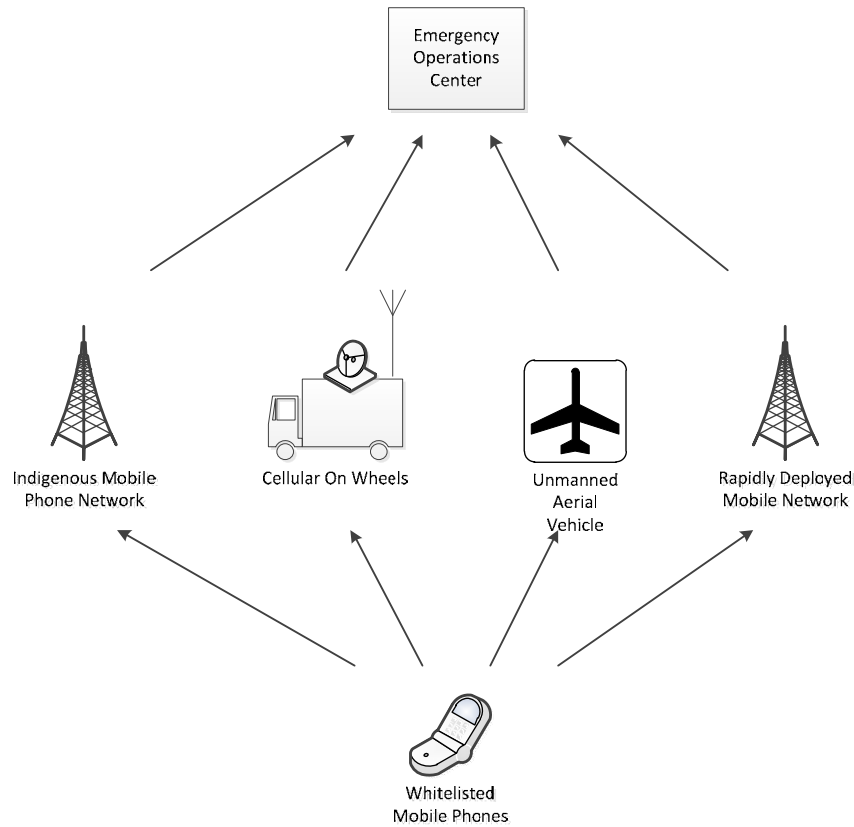 Emergency
Operations
Center
Indigenous Mobile
Phone Network
Cellular On Wheels
Unmanned
Aerial
Vehicle
Rapidly Deployed
Mobile Network
Whitelisted
Mobile Phones